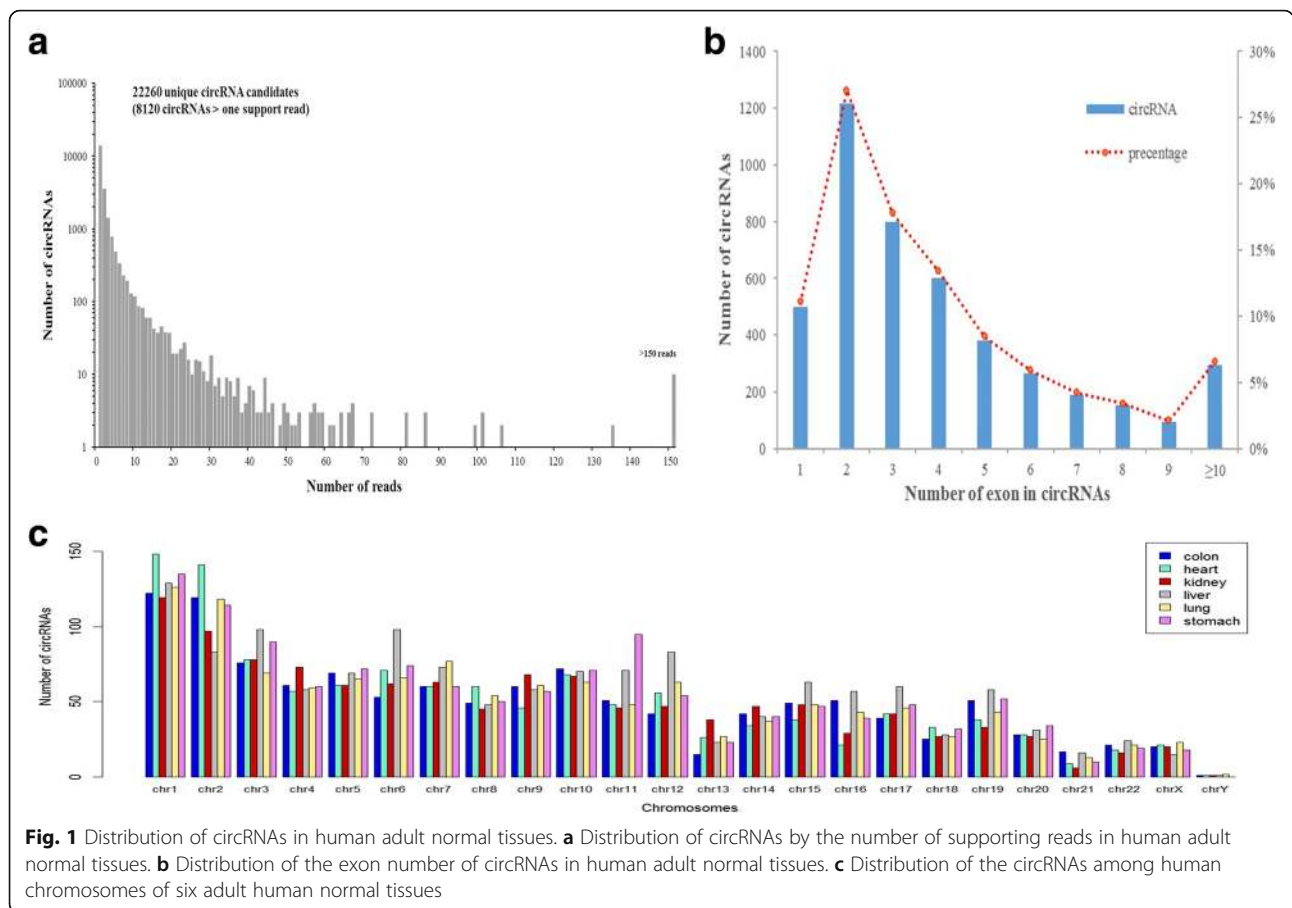 a
100000
10000
1000
100
10
1
Number of circRNAs
22260 unique circRNA candidates
(8120 circRNAs > one support read)
>150 reads
0 10 20 30 40 50 60 70 80 90 100 110 120 130 140 150
Number of reads
b
1400
1200
1000
800
600
400
200
0
Number of circRNAs
30%
25%
20%
15%
10%
5%
0%
circRNA
precentage
1 2 3 4 5 6 7 8 9 ≥10
Number of exon in circRNAs
c
150
100
50
0
Number of circRNAs
colon
heart
kidney
liver
lung
stomach
chr1 chr2 chr3 chr4 chr5 chr6 chr7 chr8 chr9 chr10 chr11 chr12 chr13 chr14 chr15 chr16 chr17 chr18 chr19 chr20 chr21 chr22 chrX chrY
Chromosomes
Fig. 1 Distribution of circRNAs in human adult normal tissues. a Distribution of circRNAs by the number of supporting reads in human adult
normal tissues. b Distribution of the exon number of circRNAs in human adult normal tissues. c Distribution of the circRNAs among human
chromosomes of six adult human normal tissues